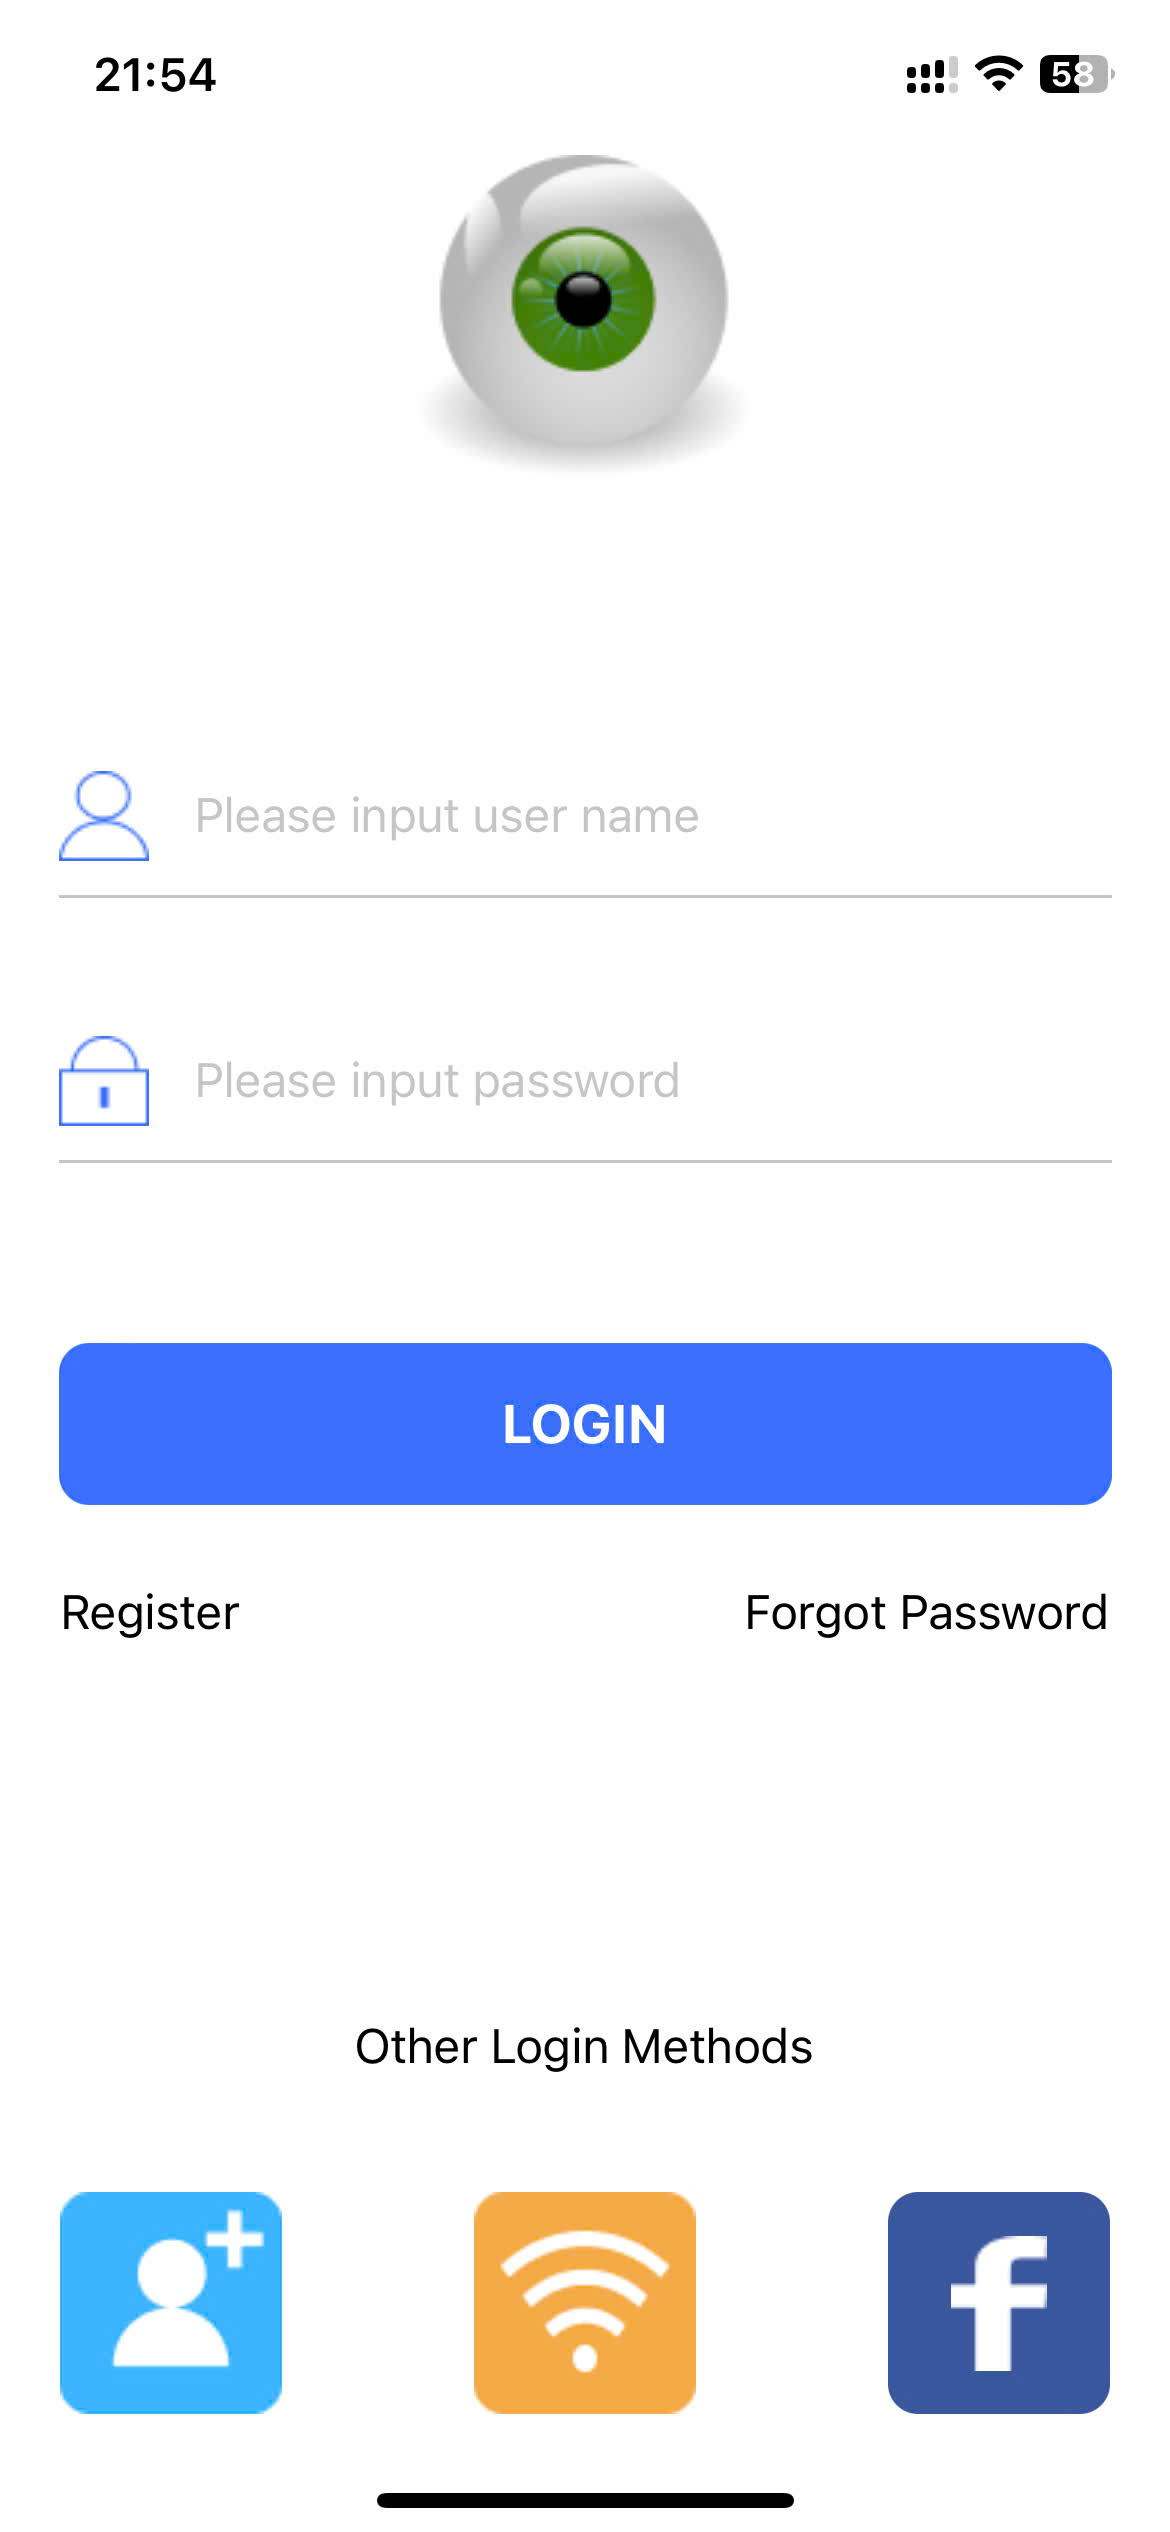 21:54
58
Please input user name
Please input password
LOGIN
Register
Forgot Password
Other Login Methods